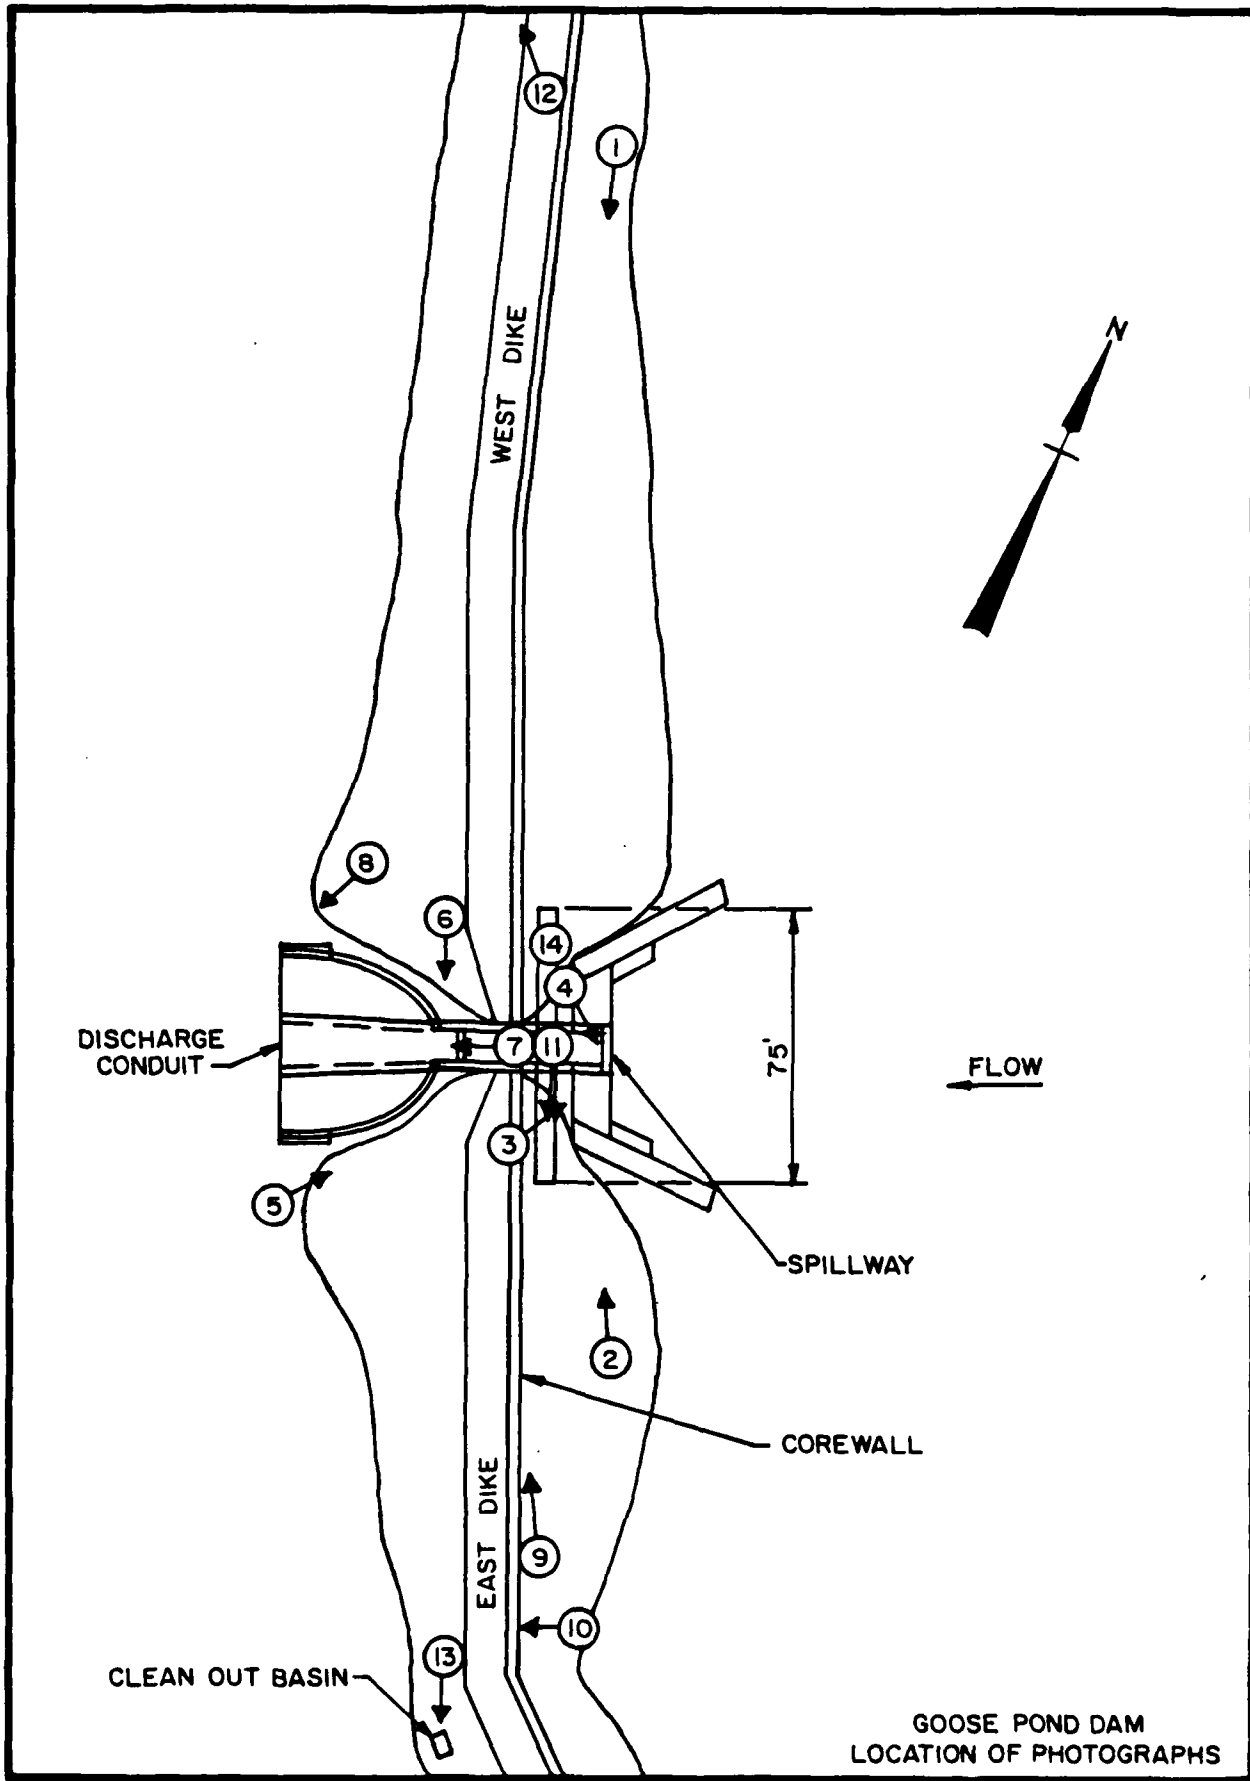 12
1
N
WEST DIKE
8
6
14
4
DISCHARGE
CONDUIT
7
11
75'
FLOW
3
5
SPILLWAY
2
COREWALL
EAST DIKE
9
10
13
CLEAN OUT BASIN
GOOSE POND DAM
LOCATION OF PHOTOGRAPHS